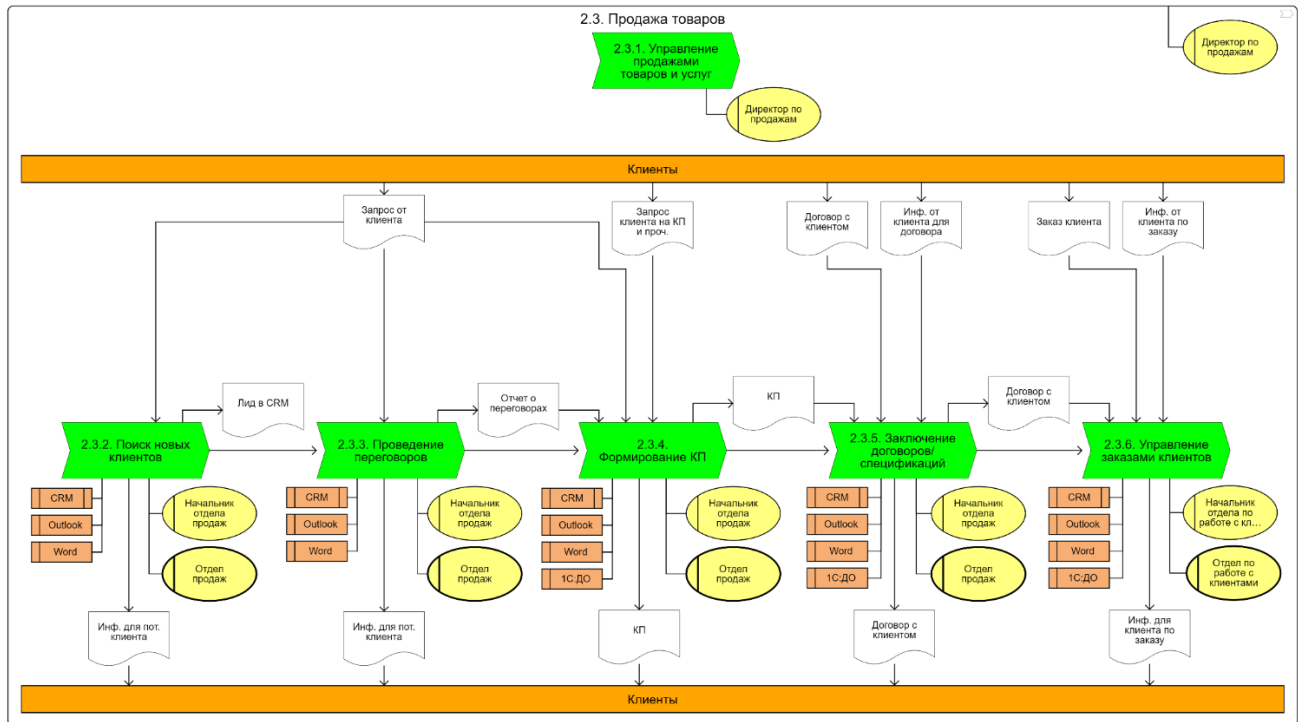 2.3. Продажа товаров
2.3.1. Управление
продажами
товаров и услуг
Директор по
продажам
Директор по
продажам
Клиенты
Запрос от
клиента
Запрос
клиента на КП
и проч.
Договор с
клиентом
Инф. от
клиента для
договора
Заказ клиента
Инф. от
клиента по
заказу
Лид в CRM
Отчет о
переговорах
КП
Договор с
клиентом
2.3.2. Поиск новых
клиентов
2.3.3. Проведение
переговоров
2.3.4.
Формирование КП
2.3.5. Заключение
договоров/
спецификаций
2.3.6. Управление
заказами клиентов
CRM
Outlook
Word
Начальник
отдела
продаж
Отдел
продаж
CRM
Outlook
Word
Начальник
отдела
продаж
Отдел
продаж
CRM
Outlook
Word
1С:ДО
Начальник
отдела
продаж
Отдел
продаж
CRM
Outlook
Word
1С:ДО
Начальник
отдела
продаж
Отдел
продаж
CRM
Outlook
Word
1С:ДО
Начальник
отдела по
работе с кл...
Отдел по
работе с
клиентами
Инф. для пот.
клиента
Инф. для пот.
клиента
КП
Договор с
клиентом
Инф. для
клиента по
заказу
Клиенты